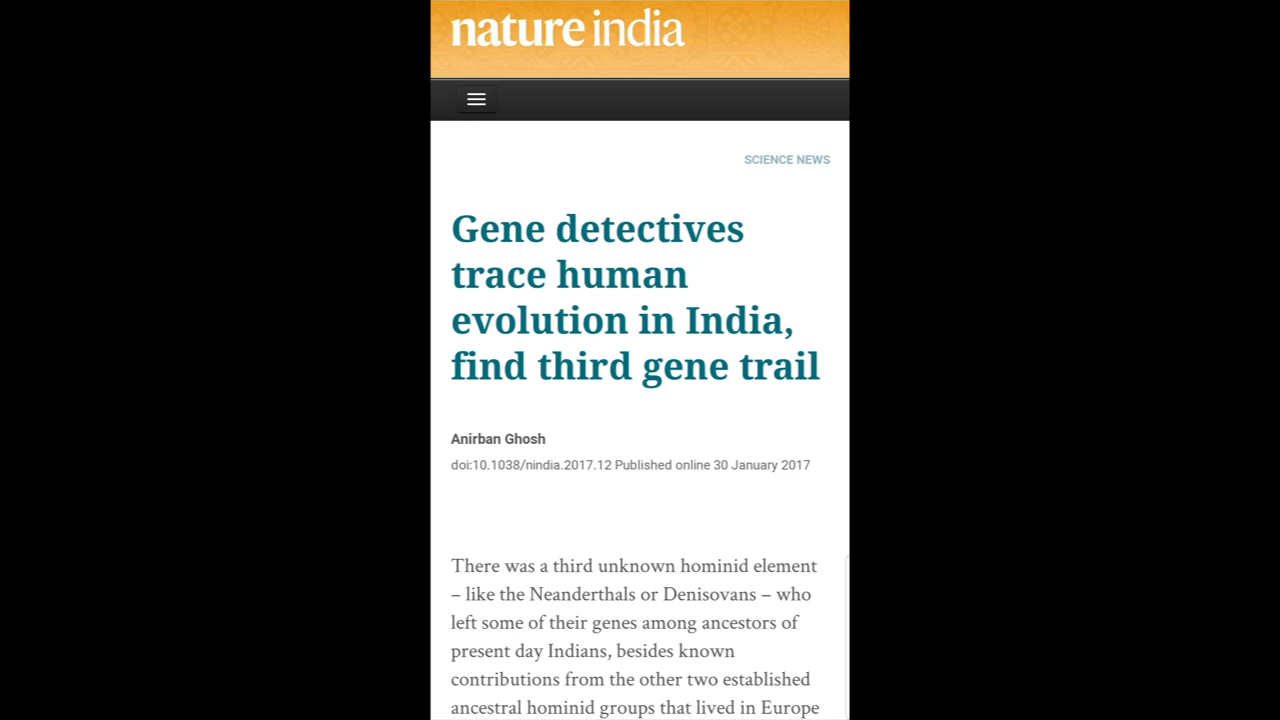 nature india
SCIENCE NEWS
Gene detectives
trace human
evolution in India,
find third gene trail
Anirban Ghosh
doi:10.1038/nindia.2017.12 Published online 30 January 2017
There was a third unknown hominid element
– like the Neanderthals or Denisovans – who
left some of their genes among ancestors of
present day Indians, besides known
contributions from the other two established
ancestral hominid groups that lived in Europe